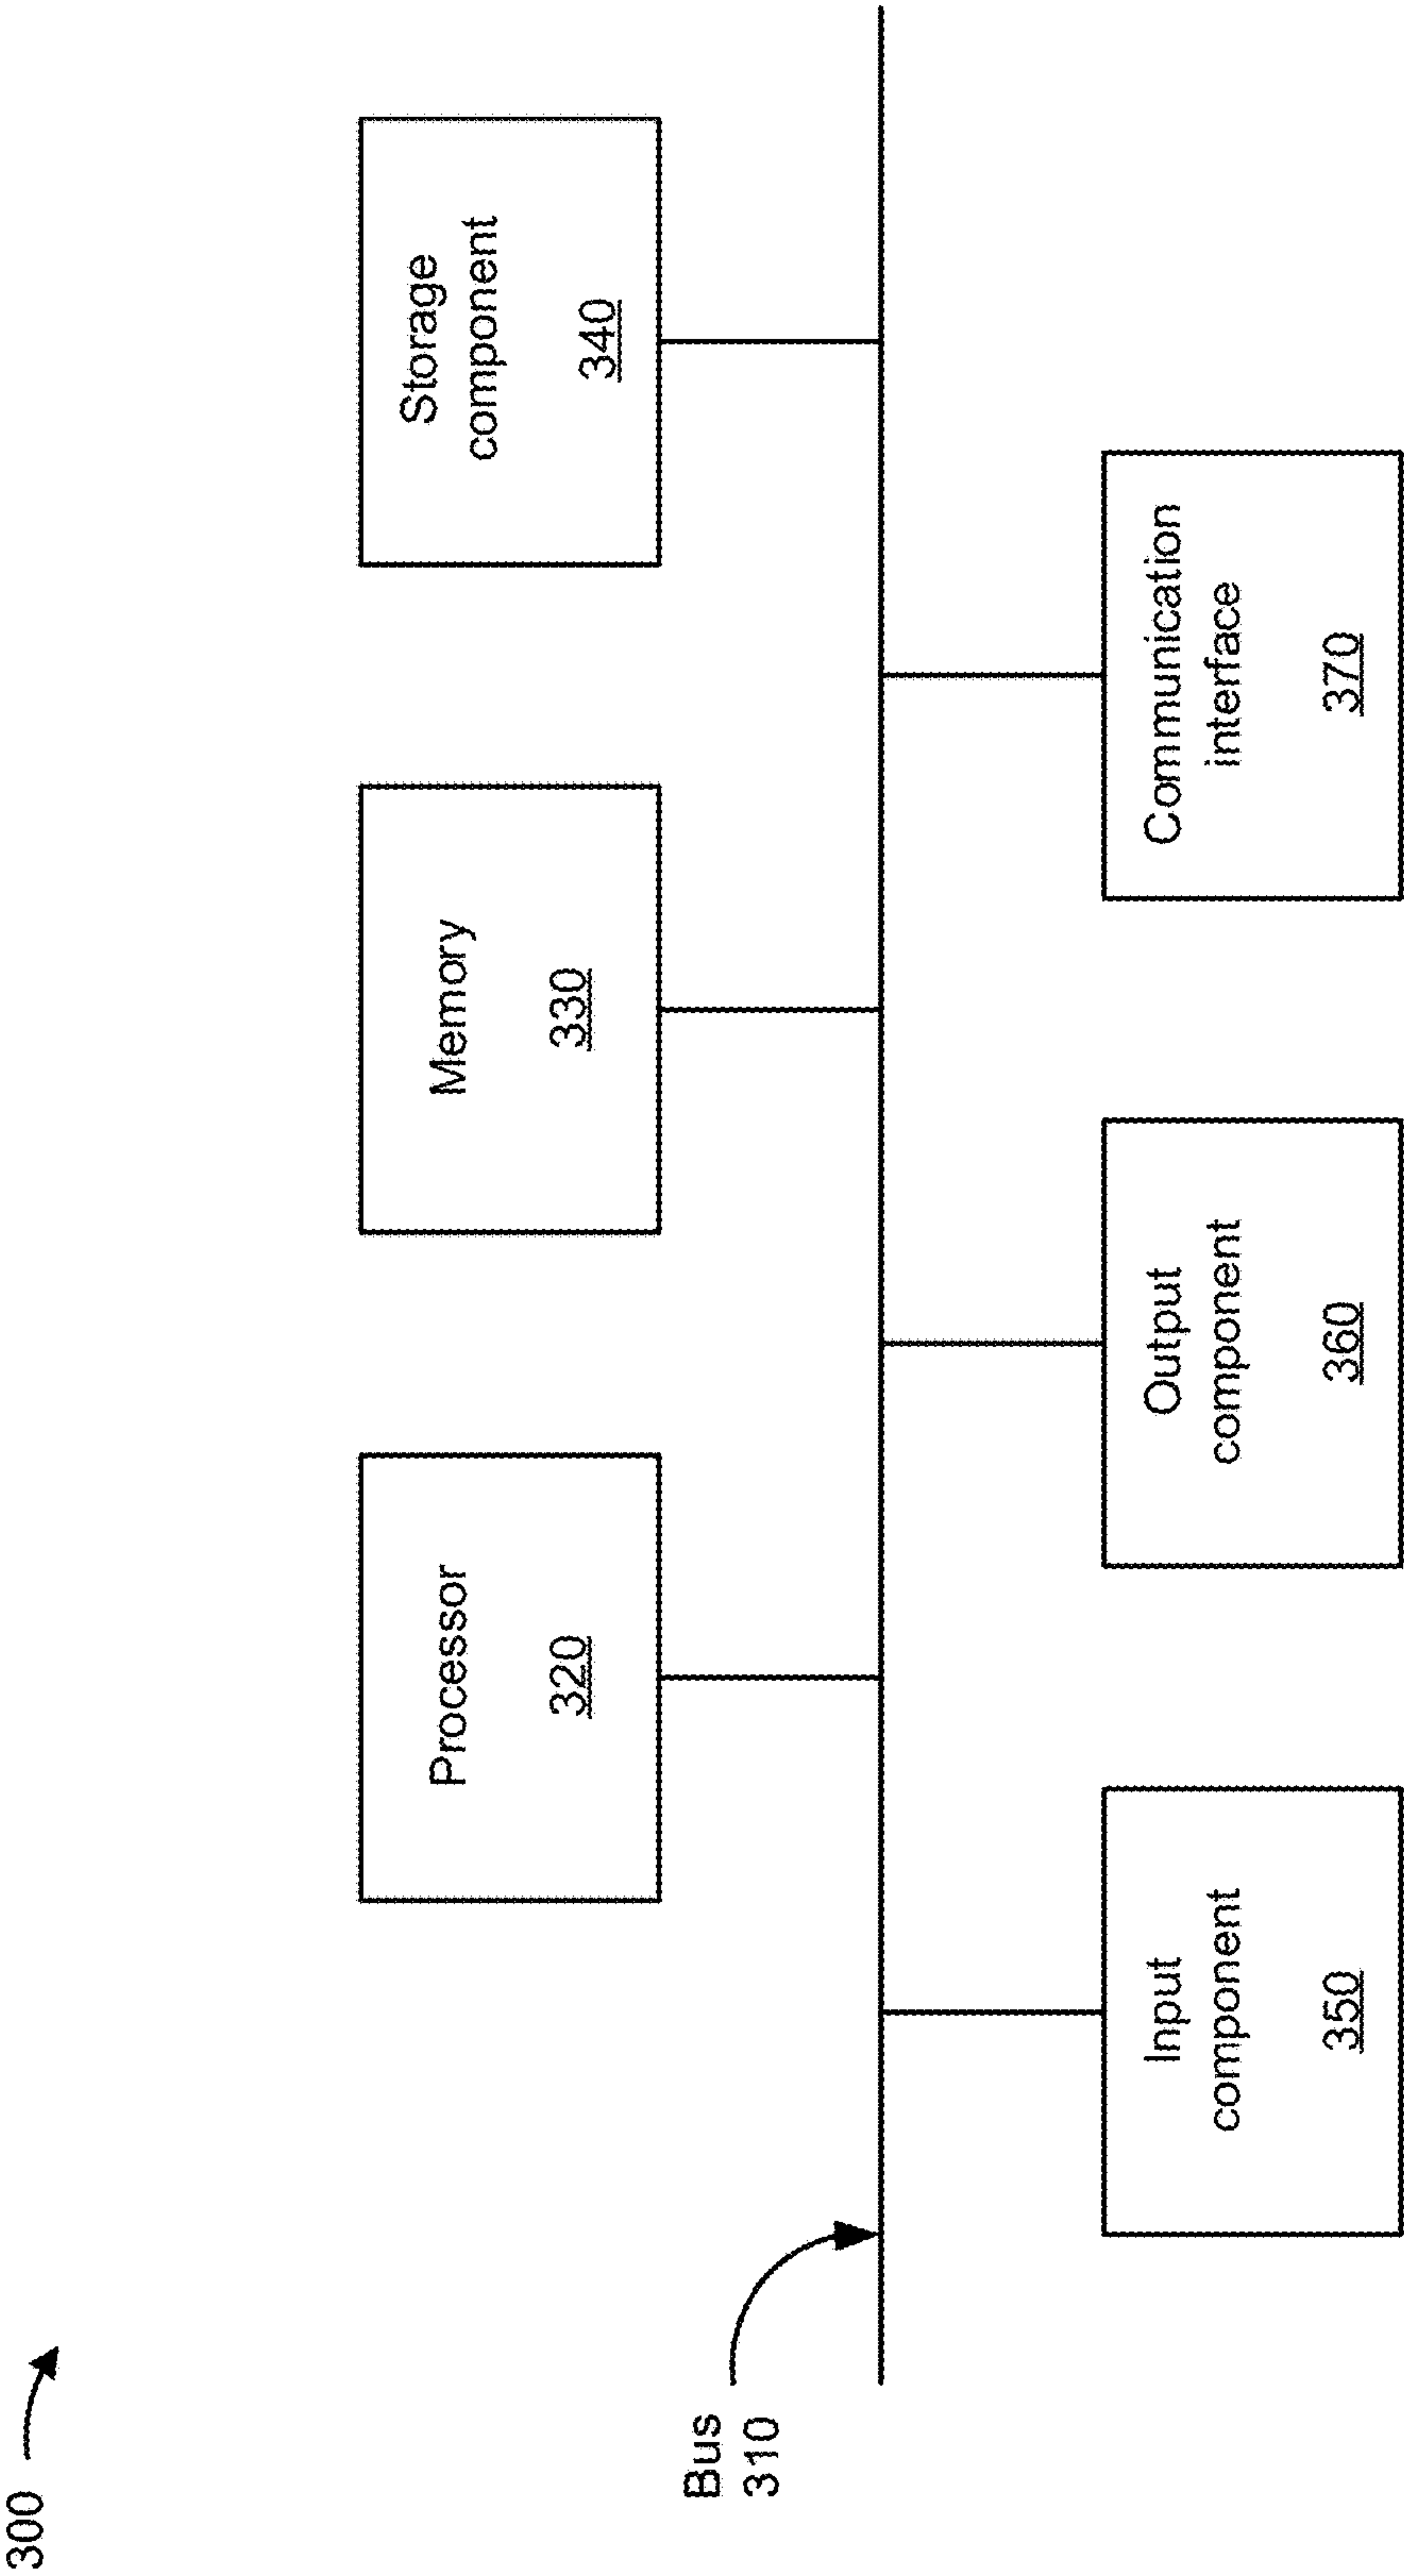 300
Bus
310
Processor
320
Memory
330
Storage
component
340
Input
component
350
Output
component
360
Communication
interface
370